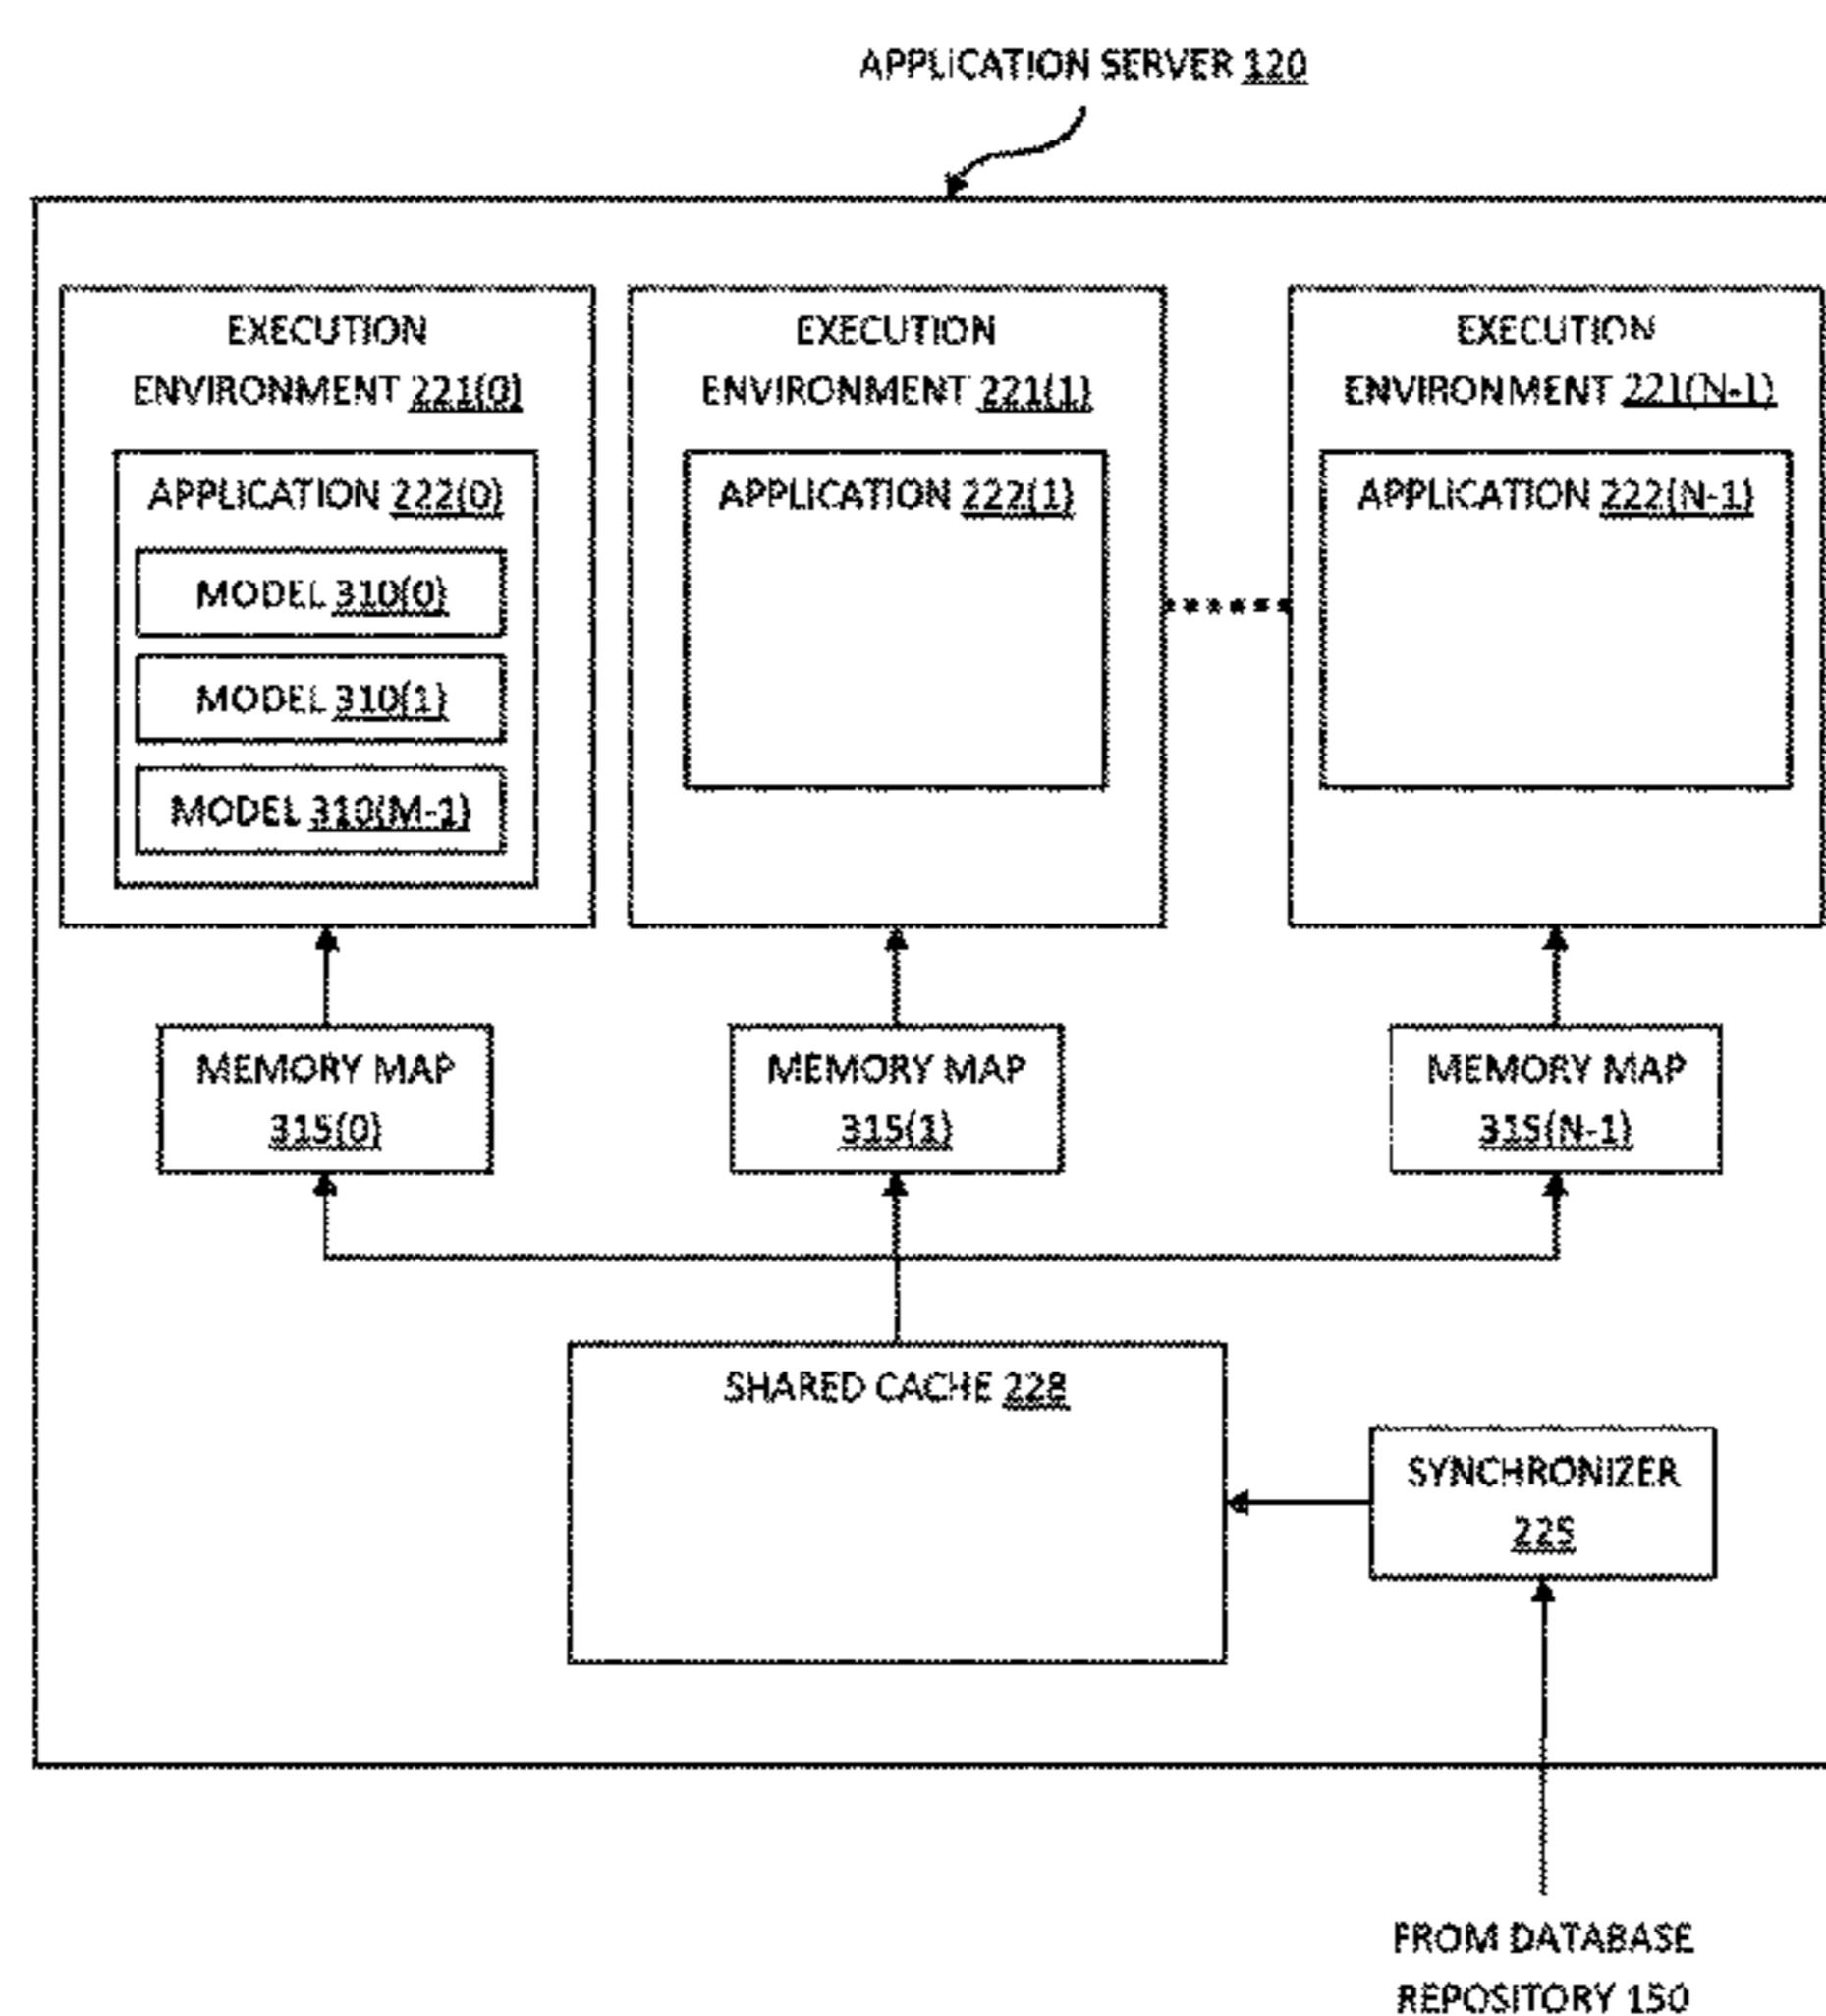 APPLICATION SERVER 120
EXECUTION
ENVIRONMENT 221(0)
APPLICATION 222(0)
MODEL 310(0)
MODEL 310(1)
MODEL 310(M-1)
EXECUTION
ENVIRONMENT 221(1)
APPLICATION 222(1)
EXECUTION
ENVIRONMENT 221(N-1)
APPLICATION 222(N-1)
MEMORY MAP
315(0)
MEMORY MAP
315(1)
MEMORY MAP
315(N-1)
SHARED CACHE 228
SYNCHRONIZER
225
FROM DATABASE
REPOSITORY 150